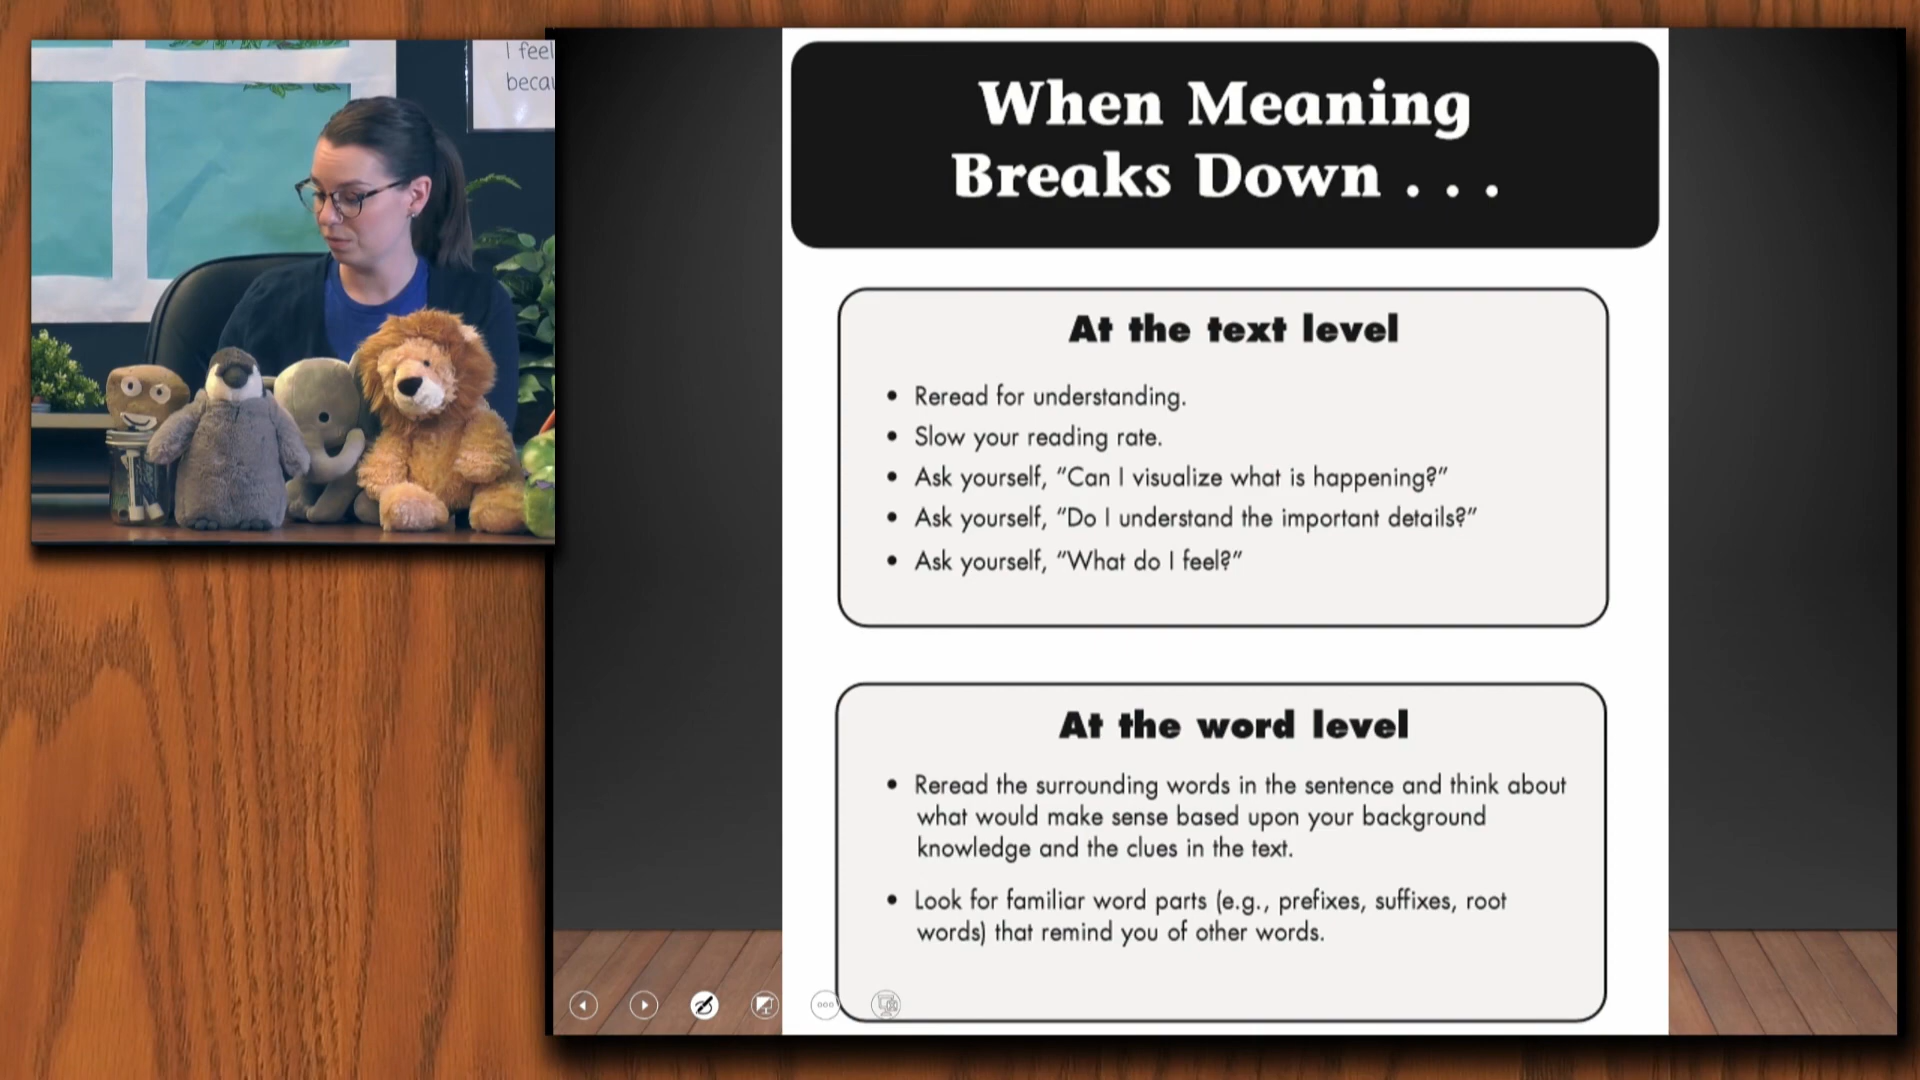 I feel
becau
When Meaning
Breaks Down . . .
At the text level
• Reread for understanding.
• Slow your reading rate.
• Ask yourself, “Can I visualize what is happening?”
• Ask yourself, “Do I understand the important details?”
• Ask yourself, “What do I feel?”
At the word level
• Reread the surrounding words in the sentence and think about
what would make sense based upon your background
knowledge and the clues in the text.
• Look for familiar word parts (e.g., prefixes, suffixes, root
words) that remind you of other words.